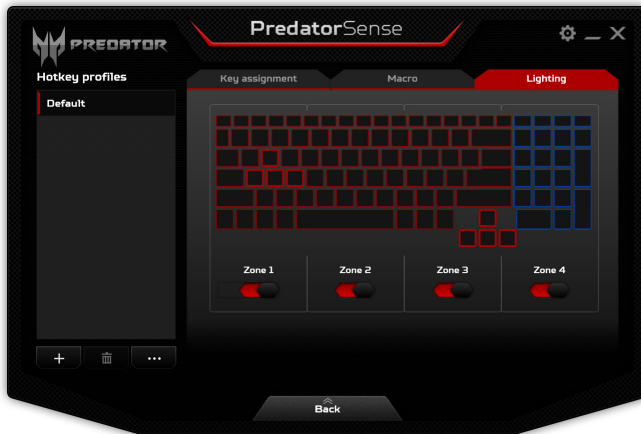 PREDATOR
PredatorSense
Hotkey profiles
Key assignment
Macro
Lighting
Default
Zone 1
Zone 2
Zone 3
Zone 4
Back